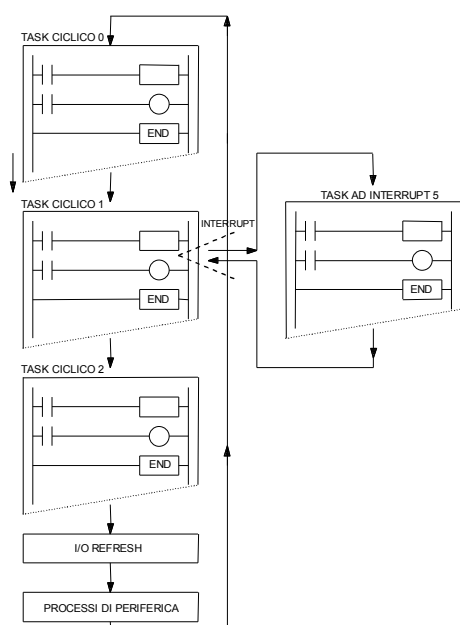 TASK CICLICO 0
END
TASK CICLICO 1
INTERRUPT
TASK AD INTERRUPT 5
END
END
TASK CICLICO 2
END
I/O REFRESH
PROCESSI DI PERIFERICA